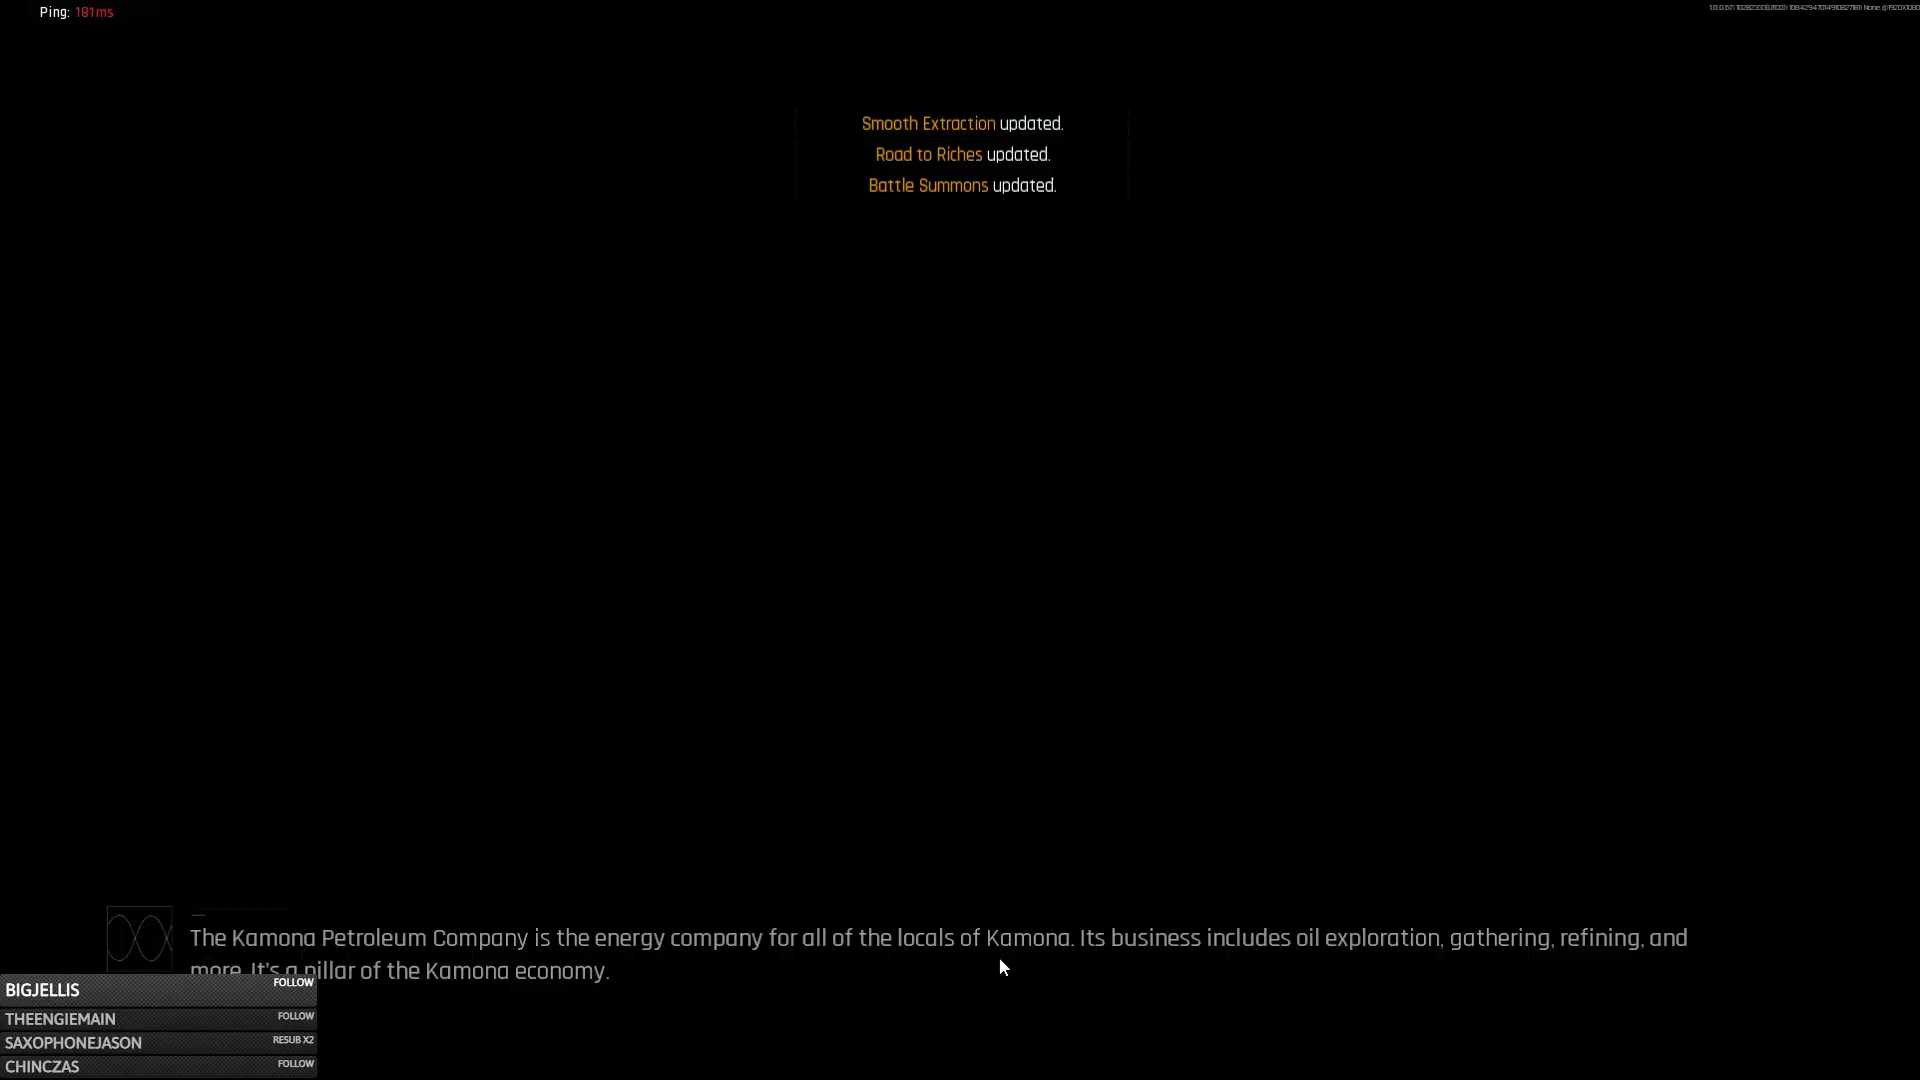 Ping: 181ms
Smooth Extraction updated.
Road to Riches updated.
Battle Summons updated.
The Kamona Petroleum Company is the energy company for all of the locals of Kamona. Its business includes oil exploration, gathering, refining, and
more. It's a pillar of the Kamona economy.
BIGJELLIS FOLLOW
THEENGIEMAIN FOLLOW
SAXOPHONEJASON RESUB X2
CHINCZAS FOLLOW